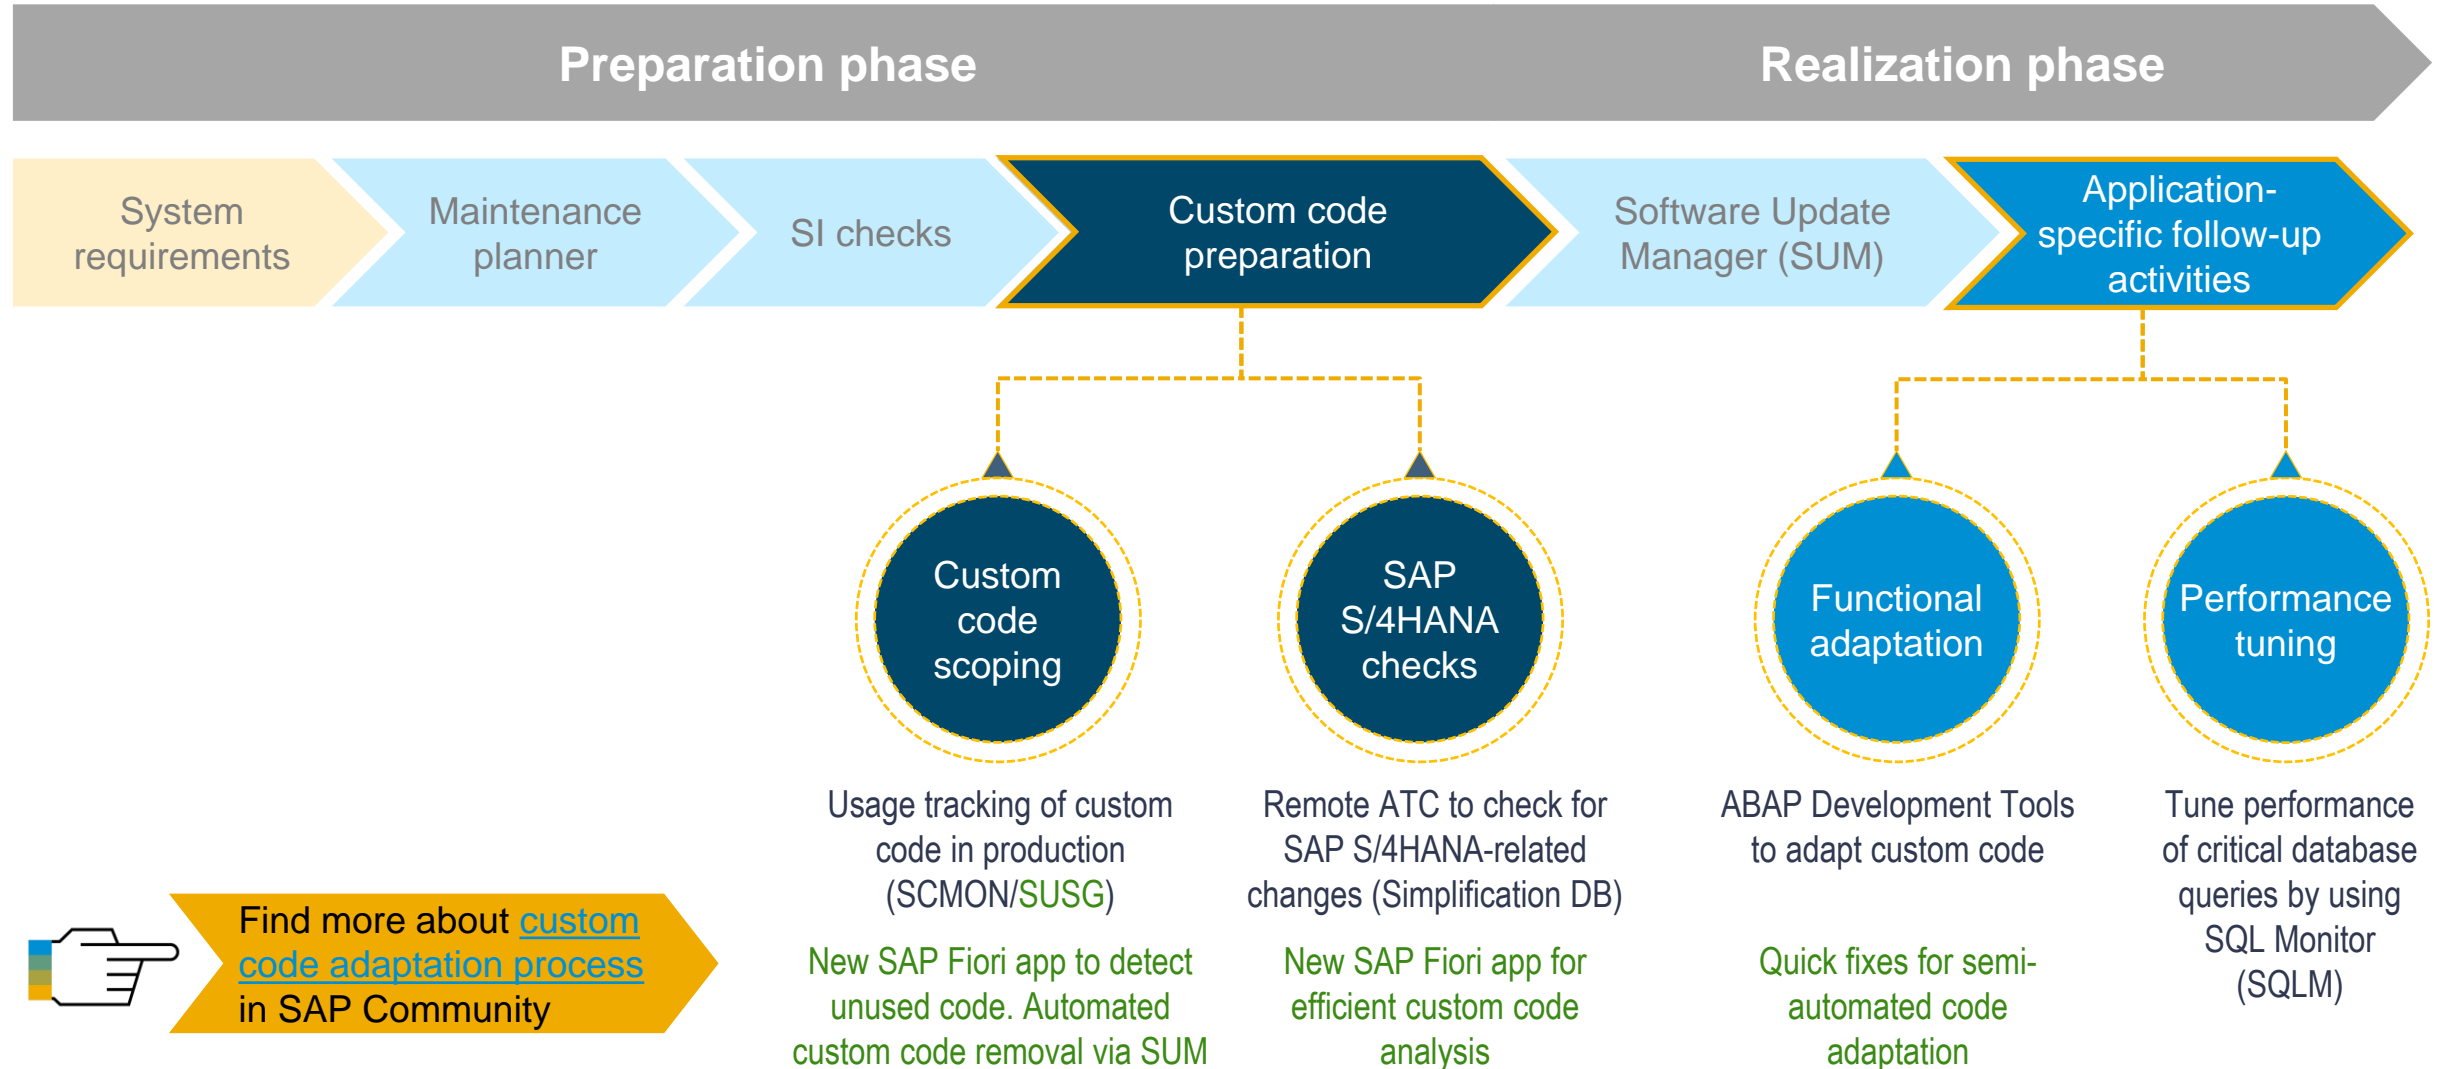 Preparation phase
Realization phase
System
requirements
Maintenance
planner
SI checks
Custom code
preparation
Software Update
Manager (SUM)
Application-
specific follow-up
activities
Custom
code
scoping
SAP
S/4HANA
checks
Functional
adaptation
Performance
tuning
Usage tracking of custom
code in production
(SCMON/SUSG)
New SAP Fiori app to detect
unused code. Automated
custom code removal via SUM
Remote ATC to check for
SAP S/4HANA-related
changes (Simplification DB)
New SAP Fiori app for
efficient custom code
analysis
ABAP Development Tools
to adapt custom code
Quick fixes for semi-
automated code
adaptation
Tune performance
of critical database
queries by using
SQL Monitor
(SQLM)
Find more about custom
code adaptation process
in SAP Community